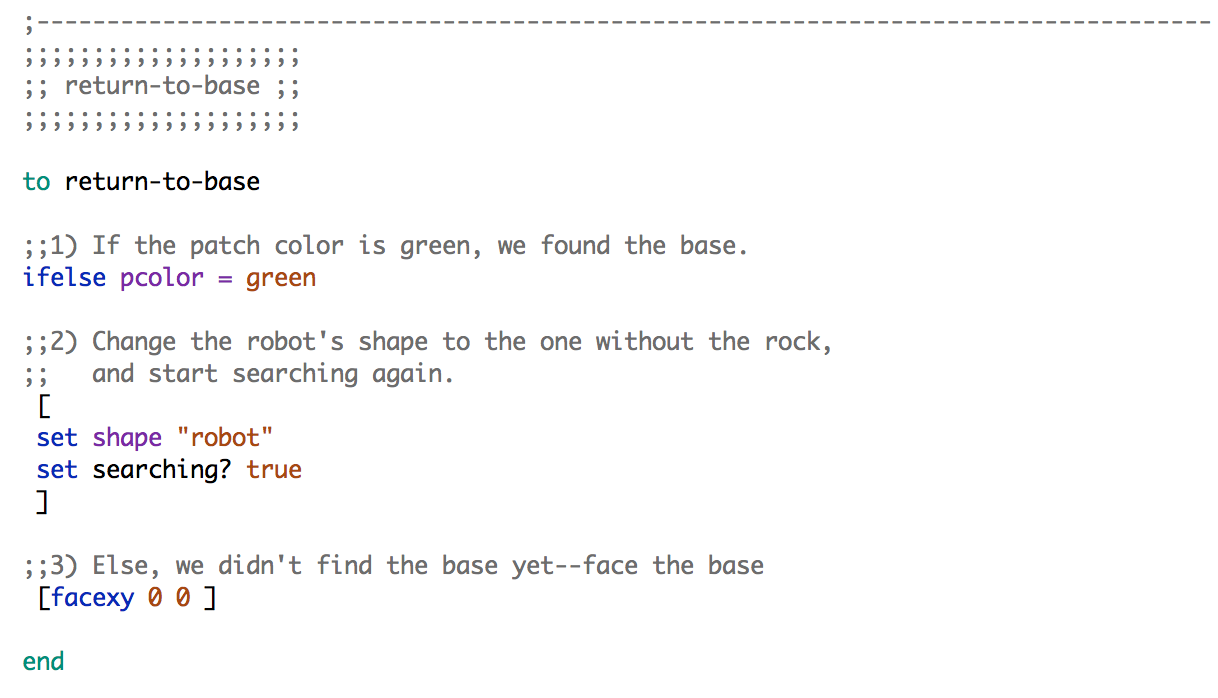 ;------------------------------------------------------------------------------------
;;;;;;;;;;;;;;;;;;;;
;; return-to-base ;;
;;;;;;;;;;;;;;;;;;;;
to return-to-base
;;1) If the patch color is green, we found the base.
ifelse pcolor = green
;;2) Change the robot's shape to the one without the rock,
;;   and start searching again.
 [
 set shape "robot"
 set searching? true
 ]
;;3) Else, we didn't find the base yet--face the base
 [facexy 0 0 ]
end